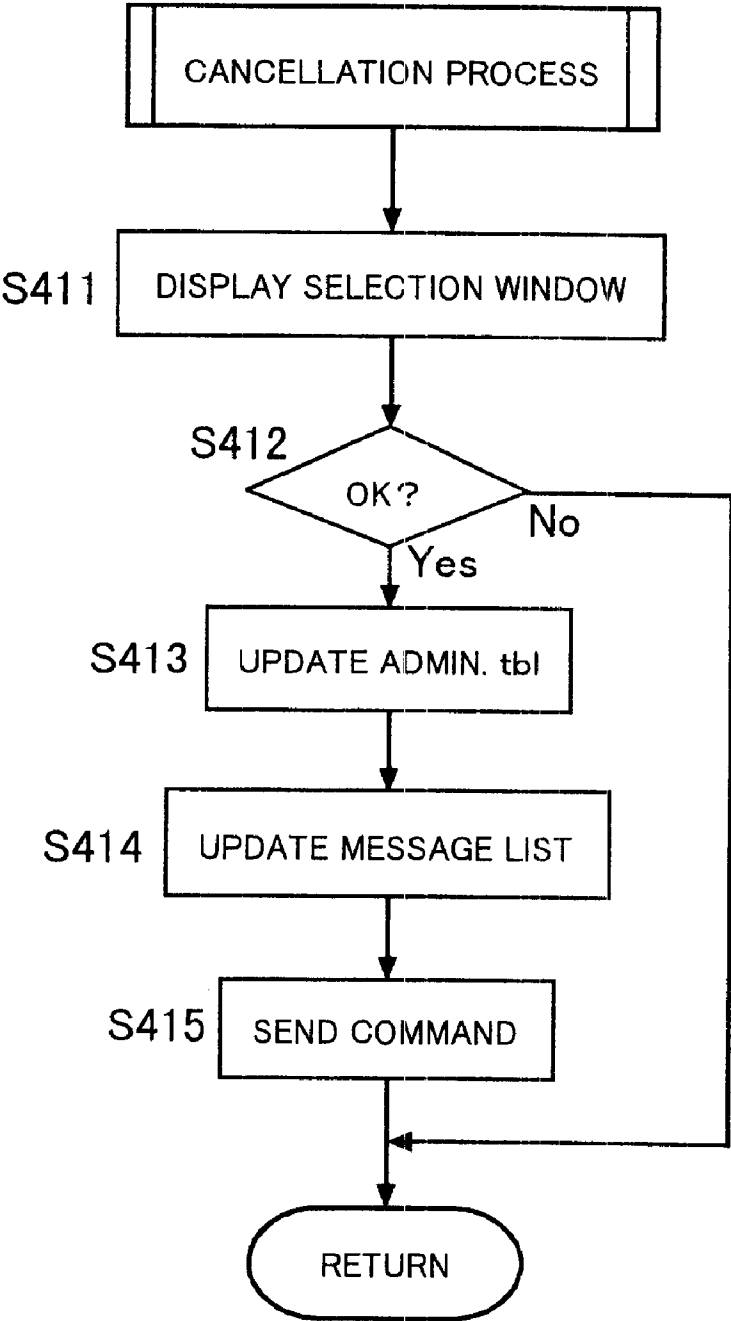 CANCELLATION PROCESS
S411
DISPLAY SELECTION WINDOW
S412
OK?
No
Yes
S413
UPDATE ADMIN. tbl
S414
UPDATE MESSAGE LIST
S415
SEND COMMAND
RETURN